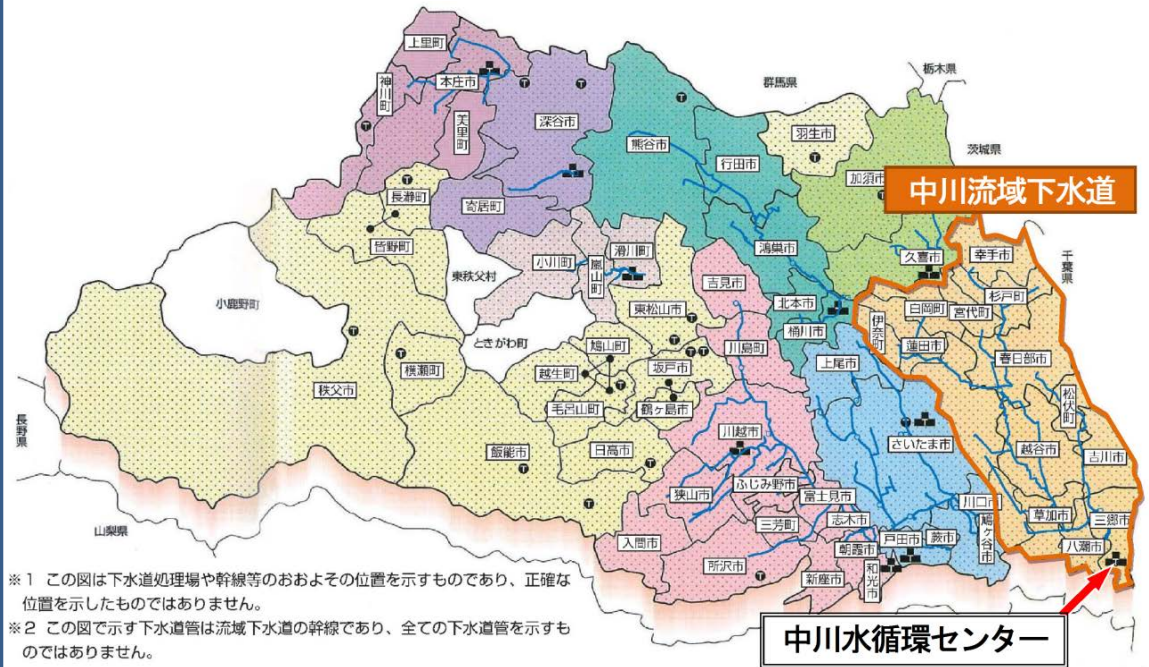 上里町
神川町
本庄市
美里町
深谷市
寄居町
群馬県
栃木県
茨城県
熊谷市
行田市
羽生市
加須市
中川流域下水道
千葉県
長瀞町
皆野町
東秩父村
小川町
嵐山町
滑川町
鴻巣市
久喜市
幸手市
小鹿野町
吉見町
北本市
桶川市
伊奈町
白岡町
宮代町
杉戸町
東松山市
ときがわ町
鳩山町
川島町
上尾市
蓮田市
春日部市
秩父市
横瀬町
越生町
坂戸市
毛呂山町
鶴ヶ島市
松伏町
長野県
飯能市
日高市
川越市
さいたま市
越谷市
吉川市
狭山市
ふじみ野市
富士見市
川口市
鳩ヶ谷市
草加市
三郷市
山梨県
入間市
三芳町
志木市
朝霞市
戸田市
蕨市
八潮市
所沢市
新座市
和光市
※1 この図は下水道処理場や幹線等のおおよその位置を示すものであり、正確な
位置を示したものではありません。
※2 この図で示す下水道管は流域下水道の幹線であり、全ての下水道管を示すも
のではありません。
中川水循環センター